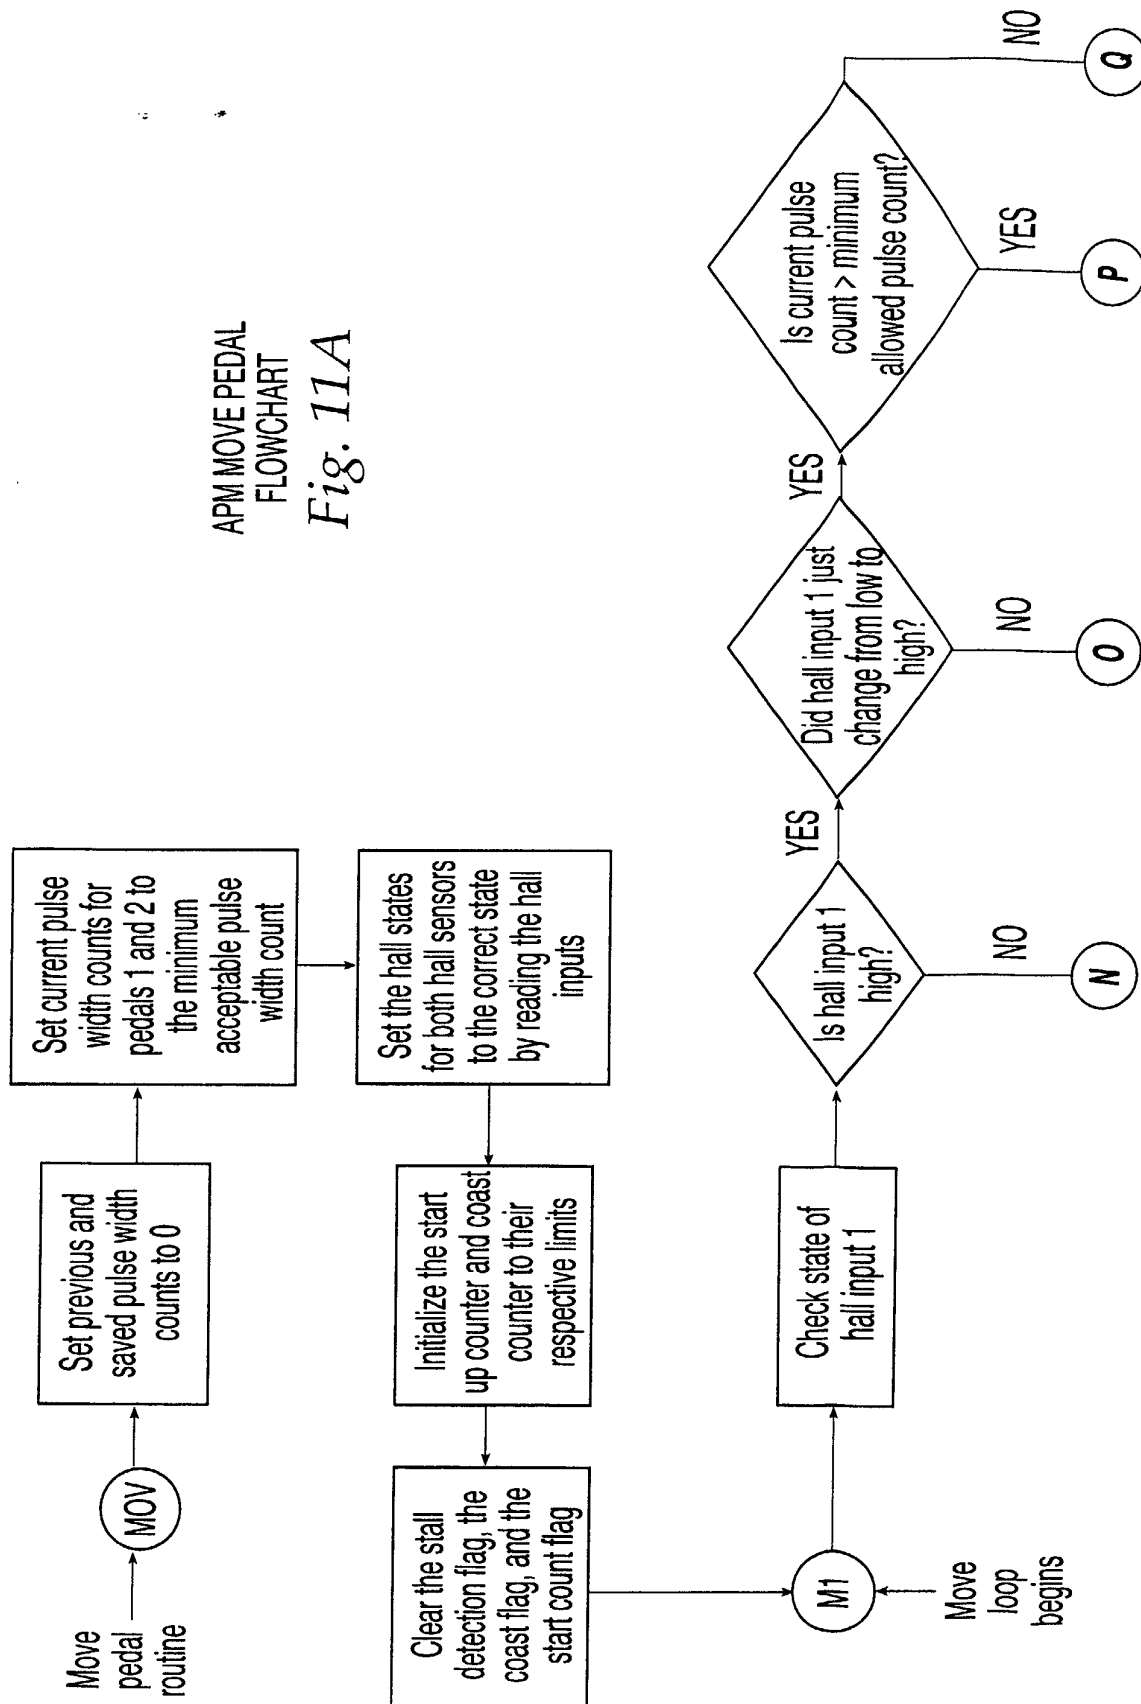 APM MOVE PEDAL
FLOWCHART
Fig. 11A
Move
pedal
routine
MOV
Set previous and
saved pulse width
counts to 0
Set current pulse
width counts for
pedals 1 and 2 to
the minimum
acceptable pulse
width count
Set the hall states
for both hall sensors
to the correct state
by reading the hall
inputs
Initialize the start
up counter and coast
counter to their
respective limits
Clear the stall
detection flag, the
coast flag, and the
start count flag
M1
Move
loop
begins
Check state of
hall input 1
Is hall input 1
high?
YES
NO
N
Did hall input 1 just
change from low to
high?
YES
NO
O
Is current pulse
count > minimum
allowed pulse count?
YES
P
NO
Q